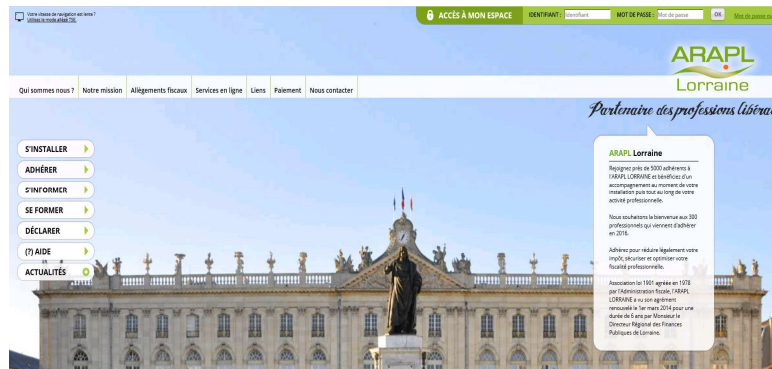 Votre vitesse de navigation est lente ?
Utilisez le mode allégé TSL
ACCÈS À MON ESPACE
IDENTIFIANT :
Identifiant
MOT DE PASSE :
Mot de passe
OK
Mot de passe
ARAPL
Lorraine
Qui sommes nous ?
Notre mission
Allègements fiscaux
Services en ligne
Liens
Paiement
Nous contacter
Partenaire des professions libéra
S'INSTALLER
ADHÉRER
S'INFORMER
SE FORMER
DÉCLARER
(?) AIDE
ACTUALITÉS
ARAPL Lorraine
Rejoignez près de 5000 adhérents à
l'ARAPL LORRAINE et bénéficiez d'un
accompagnement au moment de votre
installation puis tout au long de votre
activité professionnelle.
Nous souhaitons la bienvenue aux 300
professionnels qui viennent d'adhérer
en 2016.
Adhérez pour réduire légalement votre
impôt, sécuriser et optimiser votre
fiscalité professionnelle.
Association loi 1901 agréée en 1978
par l'Administration fiscale, l'ARAPL
LORRAINE a vu son agrément
renouvelé le 1er mars 2014 pour une
durée de 6 ans par Monsieur le
Directeur Régional des Finances
Publiques de Lorraine.